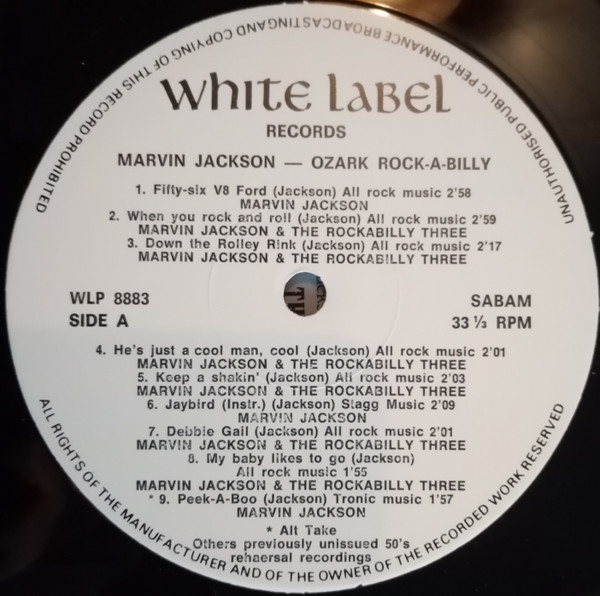 UNAUTHORISED PUBLIC PERFORMANCE BROADCASTING AND COPYING OF THIS RECORD PROHIBITED
White Label
RECORDS
MARVIN JACKSON — OZARK ROCK-A-BILLY
1. Fifty-six V8 Ford (Jackson) All rock music 2'58
MARVIN JACKSON
2. When you rock and roll (Jackson) All rock music 2'59
MARVIN JACKSON & THE ROCKABILLY THREE
3. Down the Rolley Rink (Jackson) All rock music 2'17
MARVIN JACKSON & THE ROCKABILLY THREE
WLP 8883 SABAM
SIDE A 33 ⅓ RPM
4. He's just a cool man, cool (Jackson) All rock music 2'01
MARVIN JACKSON & THE ROCKABILLY THREE
5. Keep a shakin' (Jackson) All rock music 2'03
MARVIN JACKSON & THE ROCKABILLY THREE
6. Jaybird (Instr.) (Jackson) Slagg Music 2'09
MARVIN JACKSON
7. Debbie Gail (Jackson) All rock music 2'01
MARVIN JACKSON & THE ROCKABILLY THREE
8. My baby likes to go (Jackson)
All rock music 1'55
MARVIN JACKSON & THE ROCKABILLY THREE
* 9. Peek-A-Boo (Jackson) Tronic music 1'57
MARVIN JACKSON
* Alt Take
Others previously unissued 50's
rehaersal recordings
ALL RIGHTS OF THE MANUFACTURER AND OF THE OWNER OF THE RECORDED WORK RESERVED